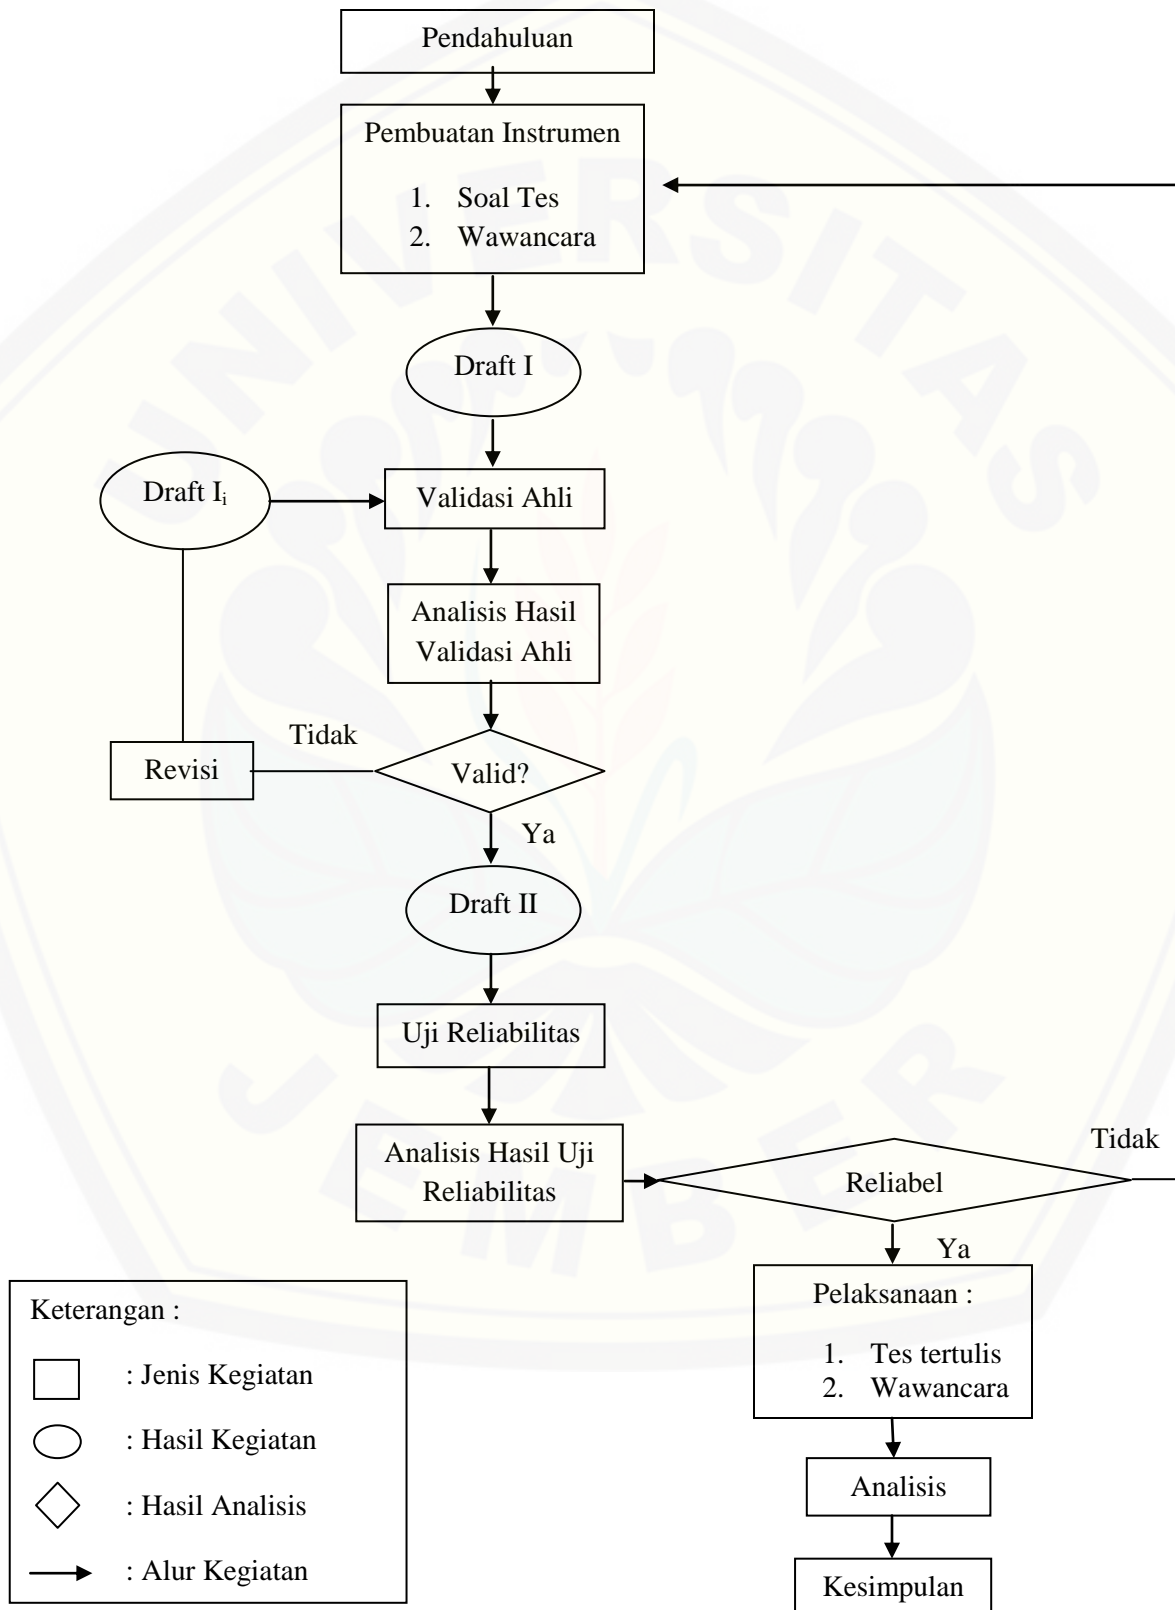 Pendahuluan
Pembuatan Instrumen
1. Soal Tes
2. Wawancara
Draft I
Draft Iᵢ
Validasi Ahli
Analisis Hasil
Validasi Ahli
Tidak
Revisi
Valid?
Ya
Draft II
Uji Reliabilitas
Analisis Hasil Uji
Reliabilitas
Reliabel
Tidak
Ya
Pelaksanaan :
1. Tes tertulis
2. Wawancara
Analisis
Kesimpulan
Keterangan :
: Jenis Kegiatan
: Hasil Kegiatan
: Hasil Analisis
: Alur Kegiatan
UNIVERSITAS
JEMBER